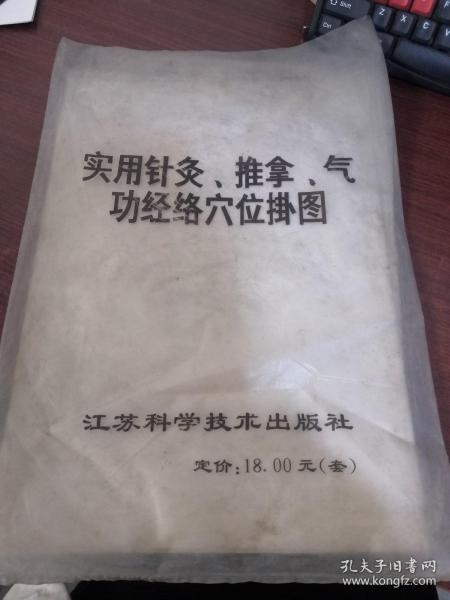 实用针灸、推拿、气
功经络穴位掛图
江苏科学技术出版社
定价:18.00元(套)
Shift
Z
X
C
Ctrl
孔夫子旧书网
www.kongfz.com